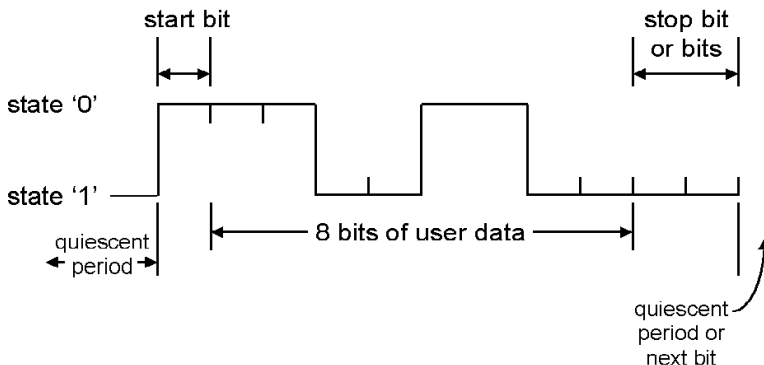 start bit
stop bit
or bits
state ‘0’
state ‘1’
quiescent
period
8 bits of user data
quiescent
period or
next bit